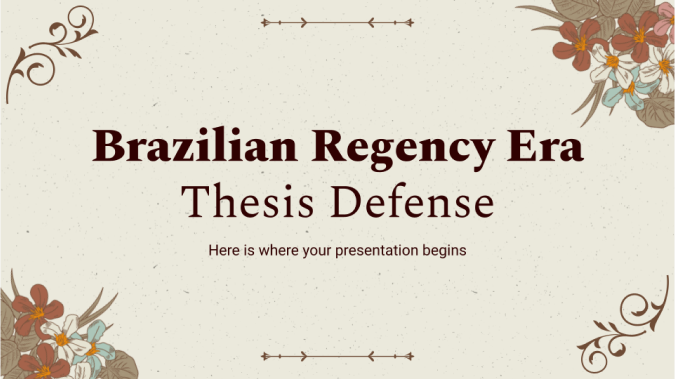 Brazilian Regency Era
Thesis Defense
Here is where your presentation begins